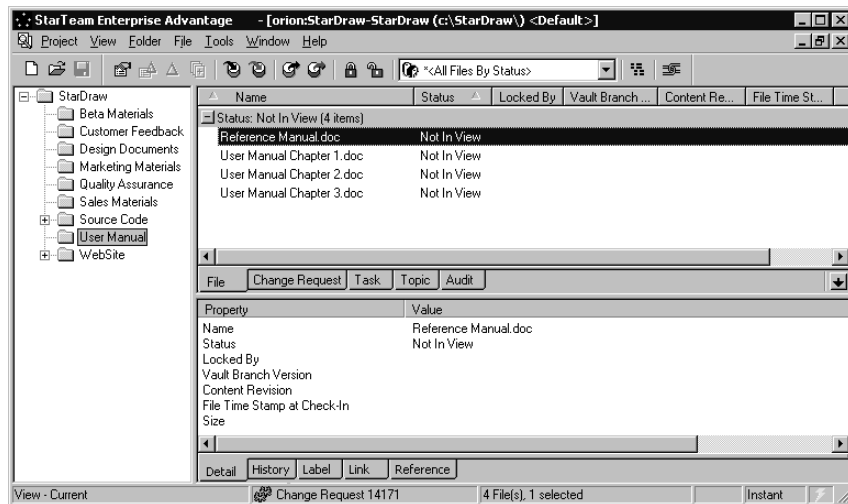 StarTeam Enterprise Advantage - [orion:StarDraw-StarDraw (c:\StarDraw\) <Default>]
Project View Folder File Tools Window Help
*<All Files By Status>
StarDraw
Beta Materials
Customer Feedback
Design Documents
Marketing Materials
Quality Assurance
Sales Materials
Source Code
User Manual
WebSite
Name Status Locked By Vault Branch ... Content Re... File Time St...
Status: Not In View (4 items)
Reference Manual.doc Not In View
User Manual Chapter 1.doc Not In View
User Manual Chapter 2.doc Not In View
User Manual Chapter 3.doc Not In View
File Change Request Task Topic Audit
Property Value
Name Reference Manual.doc
Status Not In View
Locked By
Vault Branch Version
Content Revision
File Time Stamp at Check-In
Size
Detail History Label Link Reference
View - Current Change Request 14171 4 File(s), 1 selected Instant